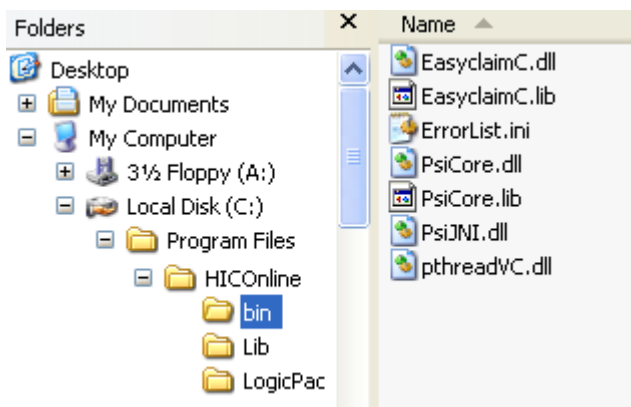 Folders
Desktop
My Documents
My Computer
3½ Floppy (A:)
Local Disk (C:)
Program Files
HICOnline
bin
Lib
LogicPac
Name
EasyclaimC.dll
EasyclaimC.lib
ErrorList.ini
PsiCore.dll
PsiCore.lib
PsiJNI.dll
pthreadVC.dll